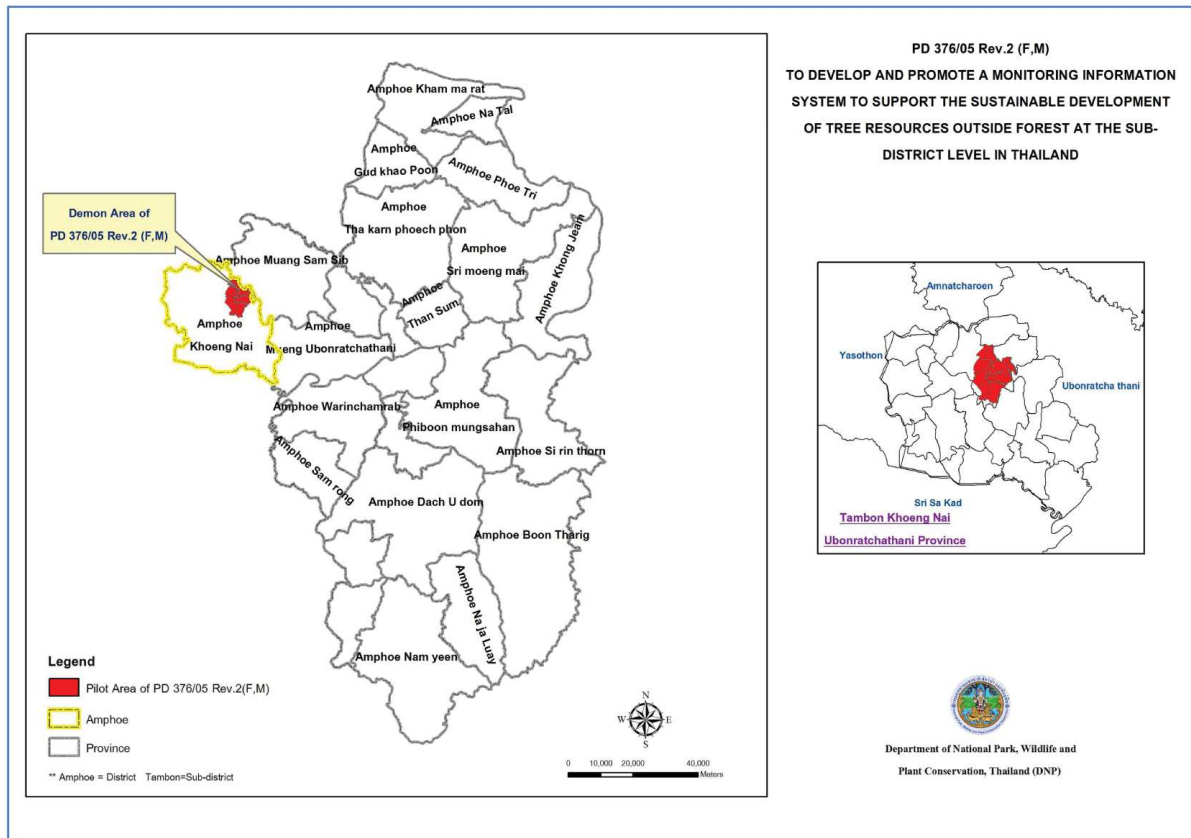 PD 376/05 Rev.2 (F,M)
TO DEVELOP AND PROMOTE A MONITORING INFORMATION
SYSTEM TO SUPPORT THE SUSTAINABLE DEVELOPMENT
OF TREE RESOURCES OUTSIDE FOREST AT THE SUB-
DISTRICT LEVEL IN THAILAND
Amphoe Kham ma rat
Amphoe Na Tal
Amphoe
Gud khao Poon
Amphoe Phoe Tri
Amphoe
Tha karn phoech phon
Amphoe
Sri moeng mai
Amphoe Khong Jeam
Demon Area of
PD 376/05 Rev.2 (F,M)
Amphoe Muang Sam Sib
Amphoe
Than Sum
Amphoe
Khoeng Nai
Amphoe
Mueng Ubonratchathani
Amphoe Warinchamrab
Amphoe
Phiboon mungsahan
Amphoe Si rin thorn
Amphoe Sam rong
Amphoe Dach U dom
Amphoe Boon Tharig
Amphoe Na ja Luay
Amphoe Nam yeen
Legend
Pilot Area of PD 376/05 Rev.2(F,M)
Amphoe
Province
** Amphoe = District Tambon=Sub-district
N
W E
S
0 10,000 20,000 40,000
Meters
Amnatcharoen
Yasothon
Ubonratcha thani
Sri Sa Kad
Tambon Khoeng Nai
Ubonratchathani Province
Department of National Park, Wildlife and
Plant Conservation, Thailand (DNP)